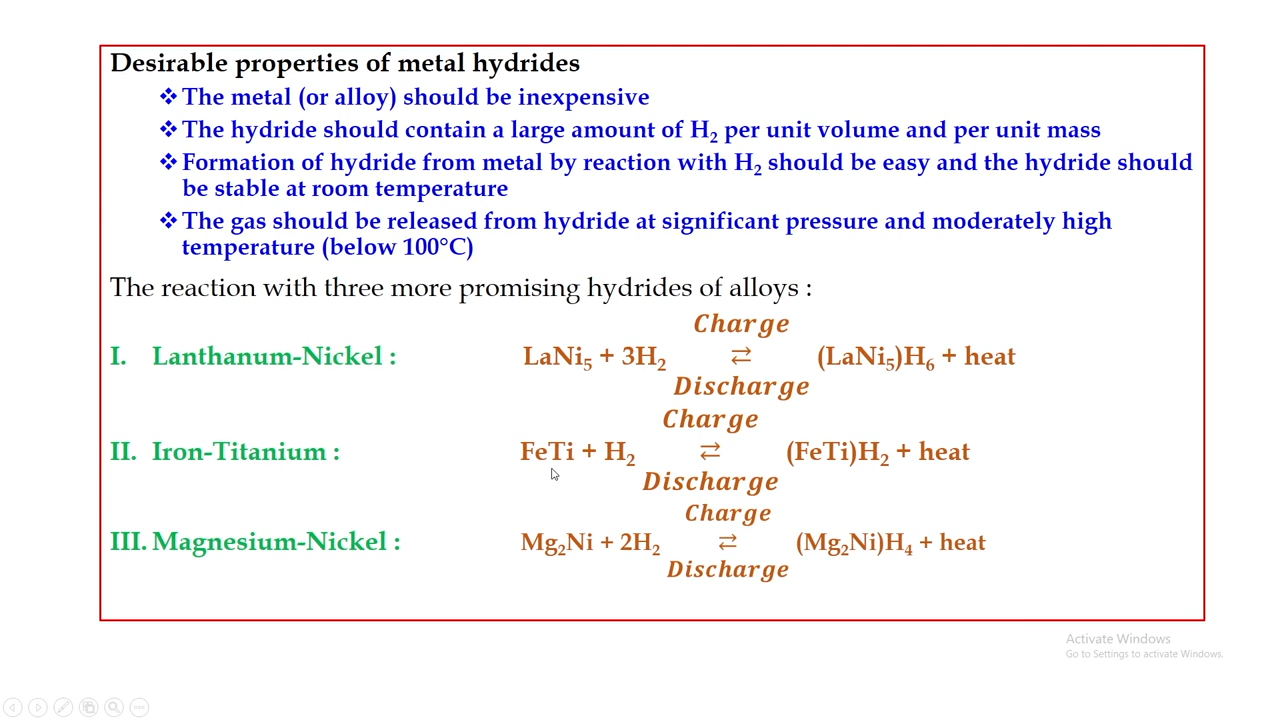 Desirable properties of metal hydrides
❖ The metal (or alloy) should be inexpensive
❖ The hydride should contain a large amount of H₂ per unit volume and per unit mass
❖ Formation of hydride from metal by reaction with H₂ should be easy and the hydride should
be stable at room temperature
❖ The gas should be released from hydride at significant pressure and moderately high
temperature (below 100°C)
The reaction with three more promising hydrides of alloys :
Charge
I. Lanthanum-Nickel : LaNi₅ + 3H₂ ⇄ (LaNi₅)H₆ + heat
Discharge
Charge
II. Iron-Titanium : FeTi + H₂ ⇄ (FeTi)H₂ + heat
Discharge
Charge
III. Magnesium-Nickel : Mg₂Ni + 2H₂ ⇄ (Mg₂Ni)H₄ + heat
Discharge
Activate Windows
Go to Settings to activate Windows.